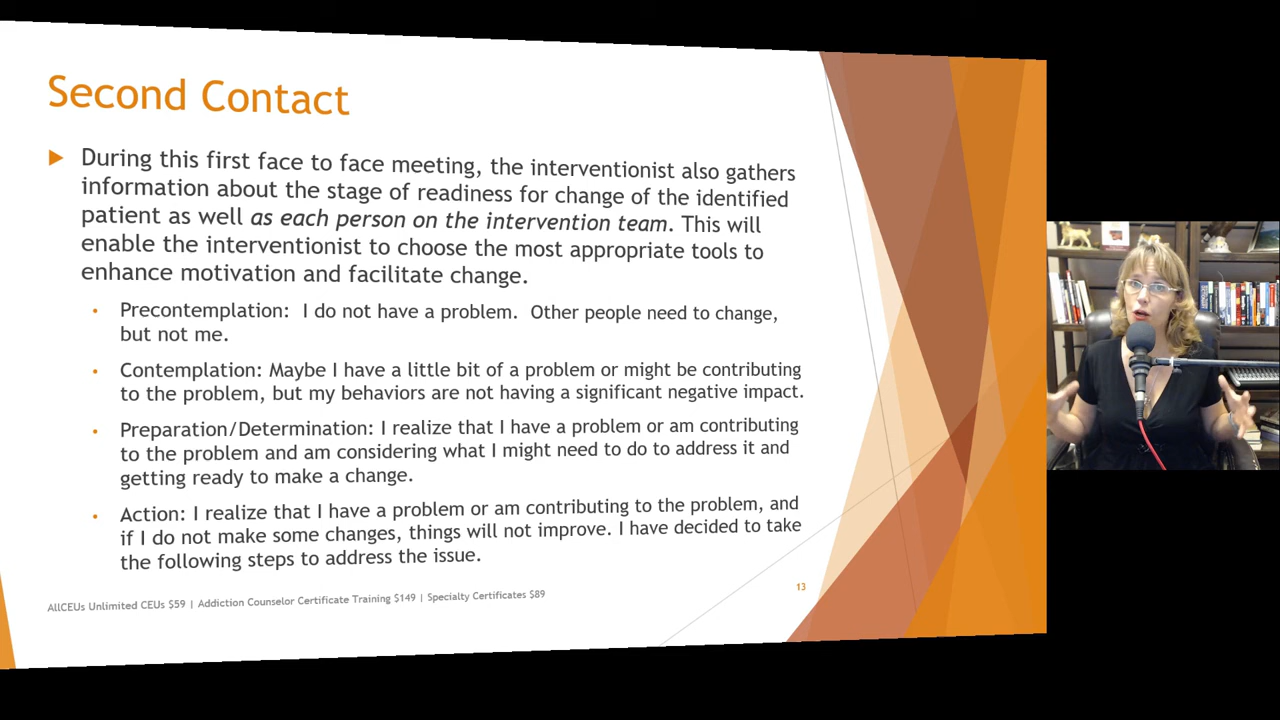 Second Contact
During this first face to face meeting, the interventionist also gathers
information about the stage of readiness for change of the identified
patient as well as each person on the intervention team. This will
enable the interventionist to choose the most appropriate tools to
enhance motivation and facilitate change.
Precontemplation: I do not have a problem. Other people need to change,
but not me.
Contemplation: Maybe I have a little bit of a problem or might be contributing
to the problem, but my behaviors are not having a significant negative impact.
Preparation/Determination: I realize that I have a problem or am contributing
to the problem and am considering what I might need to do to address it and
getting ready to make a change.
Action: I realize that I have a problem or am contributing to the problem, and
if I do not make some changes, things will not improve. I have decided to take
the following steps to address the issue.
AllCEUs Unlimited CEUs $59 | Addiction Counselor Certificate Training $149 | Specialty Certificates $89
13